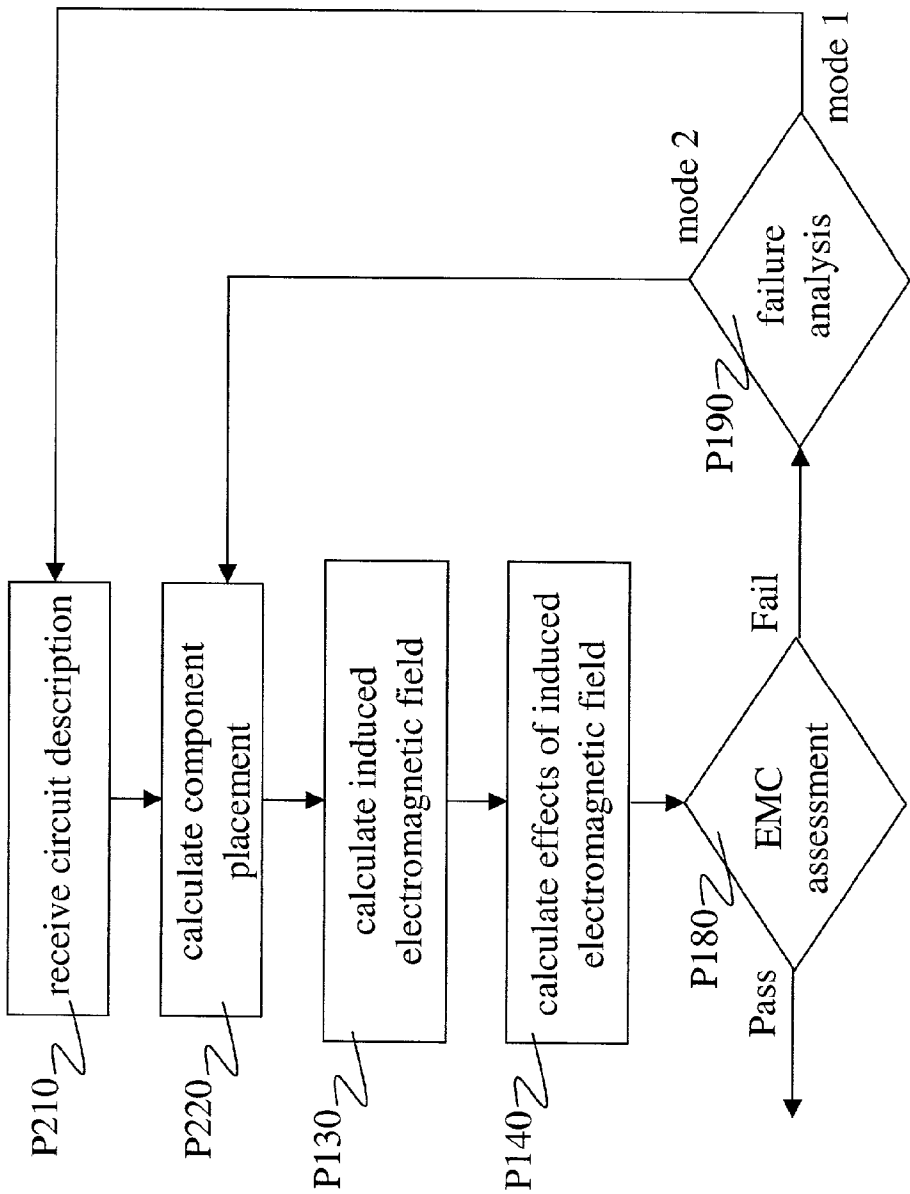 P210
receive circuit description
P220
calculate component
placement
P130
calculate induced
electromagnetic field
P140
calculate effects of induced
electromagnetic field
P180
EMC
assessment
Pass
Fail
P190
failure
analysis
mode 2
mode 1